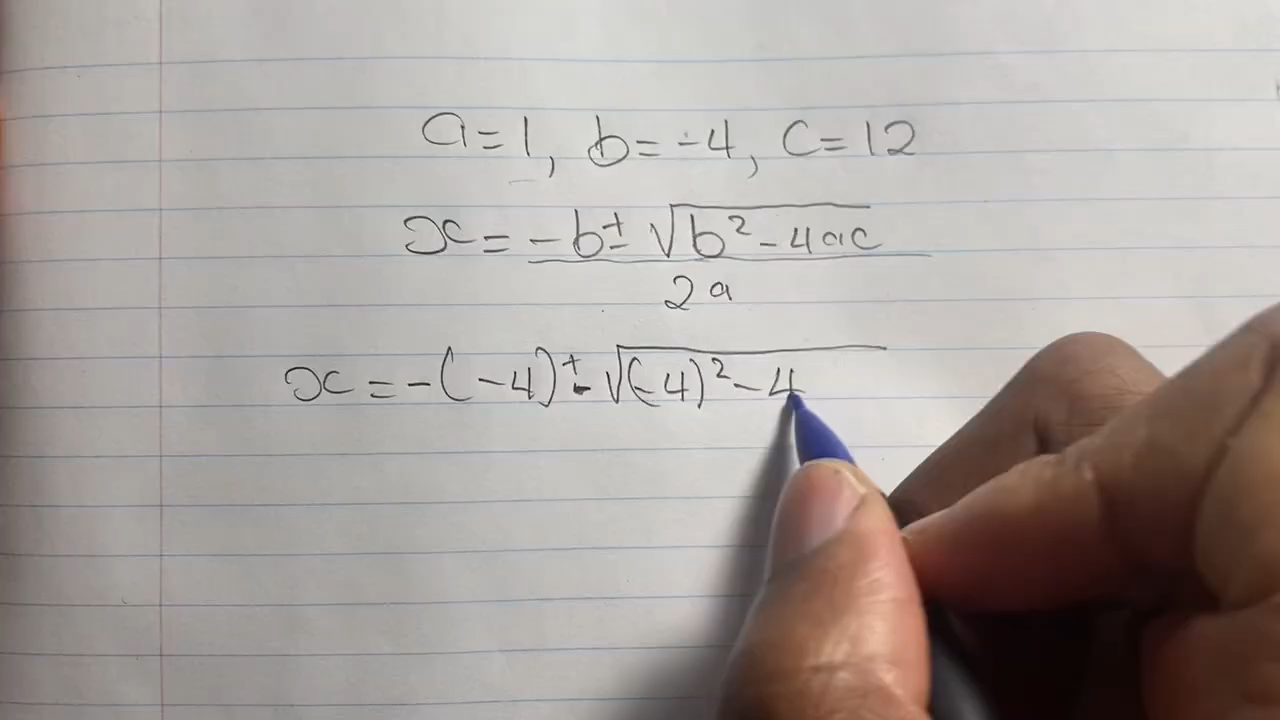 a=1, b=-4, c=12
x = -b± √b²-4ac
2a
x = -(-4)± √(-4)²-4